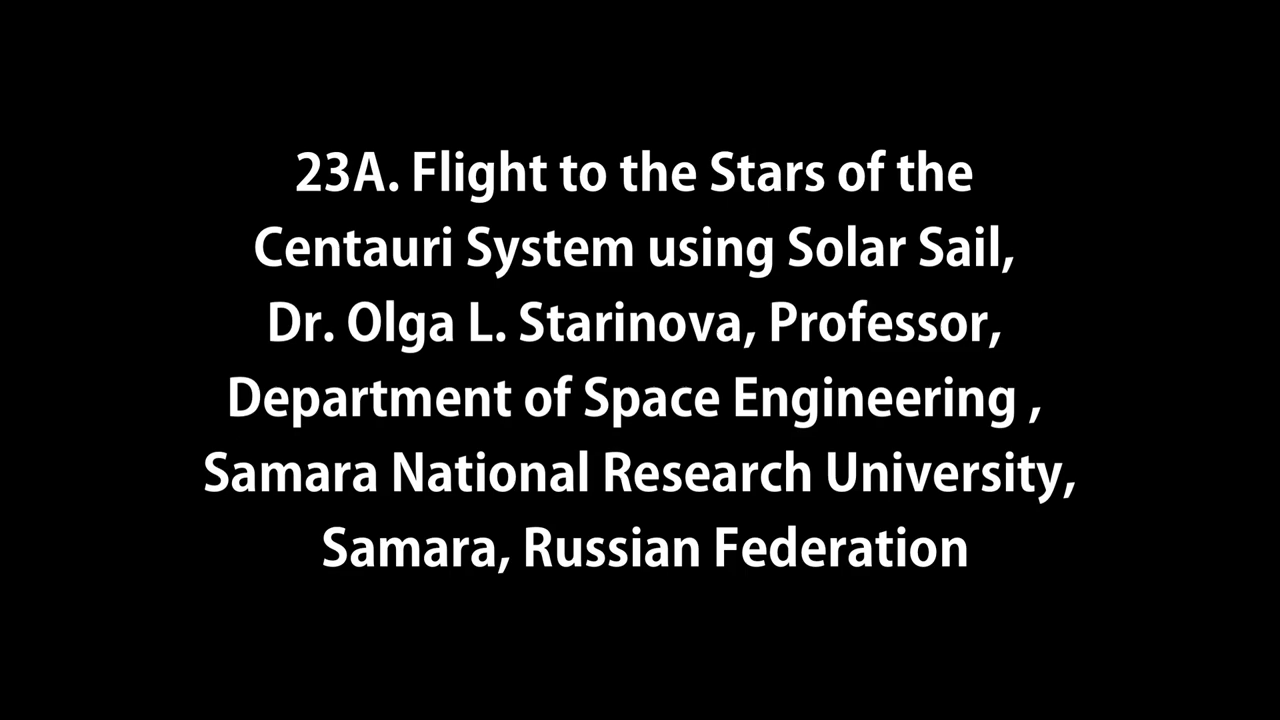 23A. Flight to the Stars of the
Centauri System using Solar Sail,
Dr. Olga L. Starinova, Professor,
Department of Space Engineering ,
Samara National Research University,
Samara, Russian Federation